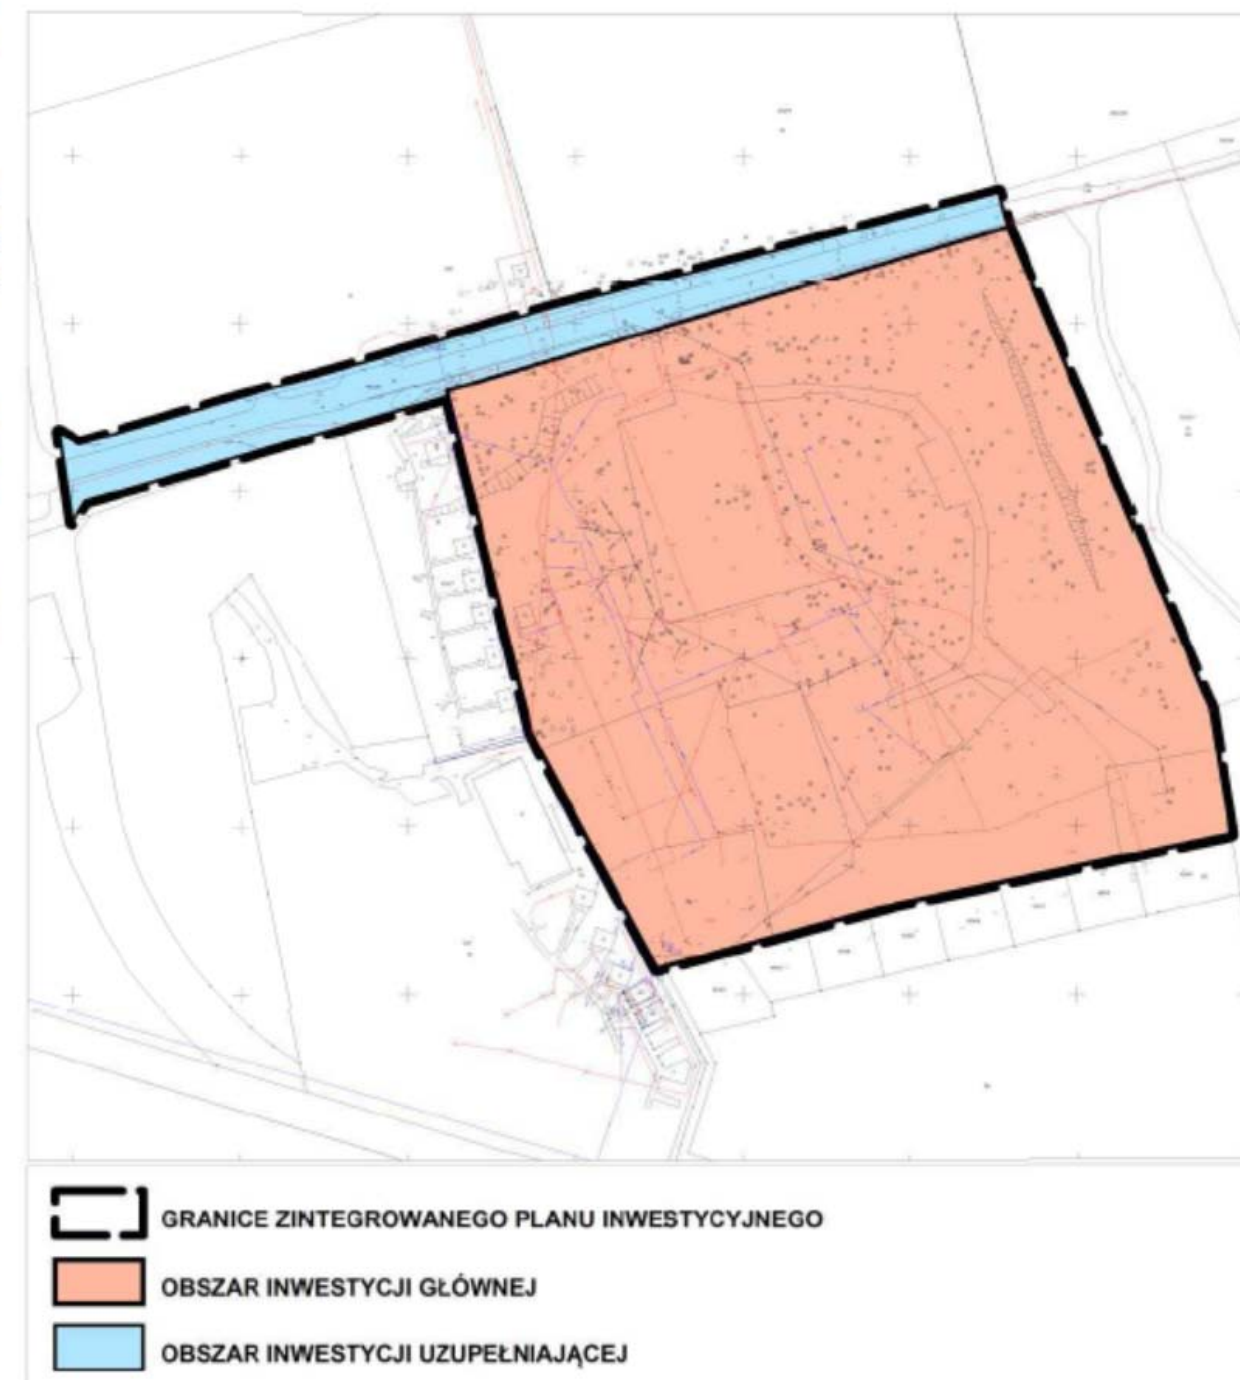 GRANICE ZINTEGROWANEGO PLANU INWESTYCYJNEGO
OBSZAR INWESTYCJI GŁÓWNEJ
OBSZAR INWESTYCJI UZUPEŁNIAJĄCEJ